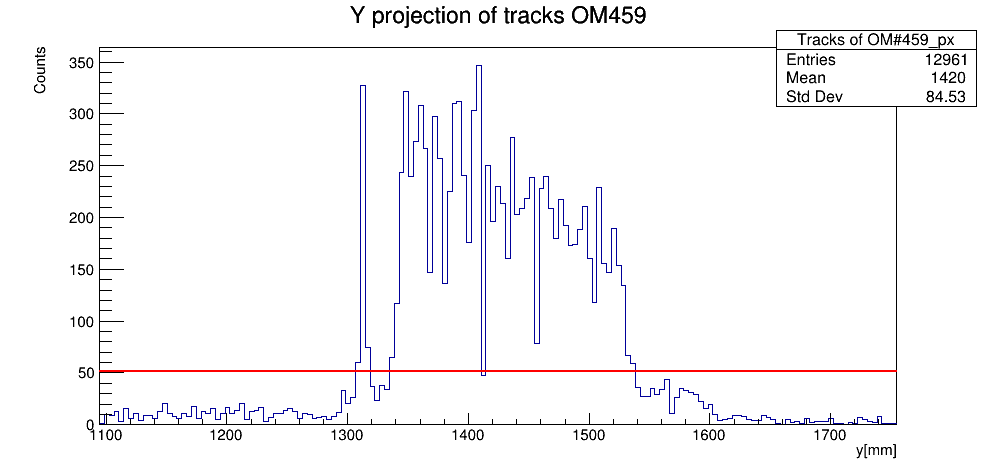 Y projection of tracks OM459
Tracks of OM#459_px
Entries 12961
Mean 1420
Std Dev 84.53
Counts
350
300
250
200
150
100
50
0
1100 1200 1300 1400 1500 1600 1700
y[mm]